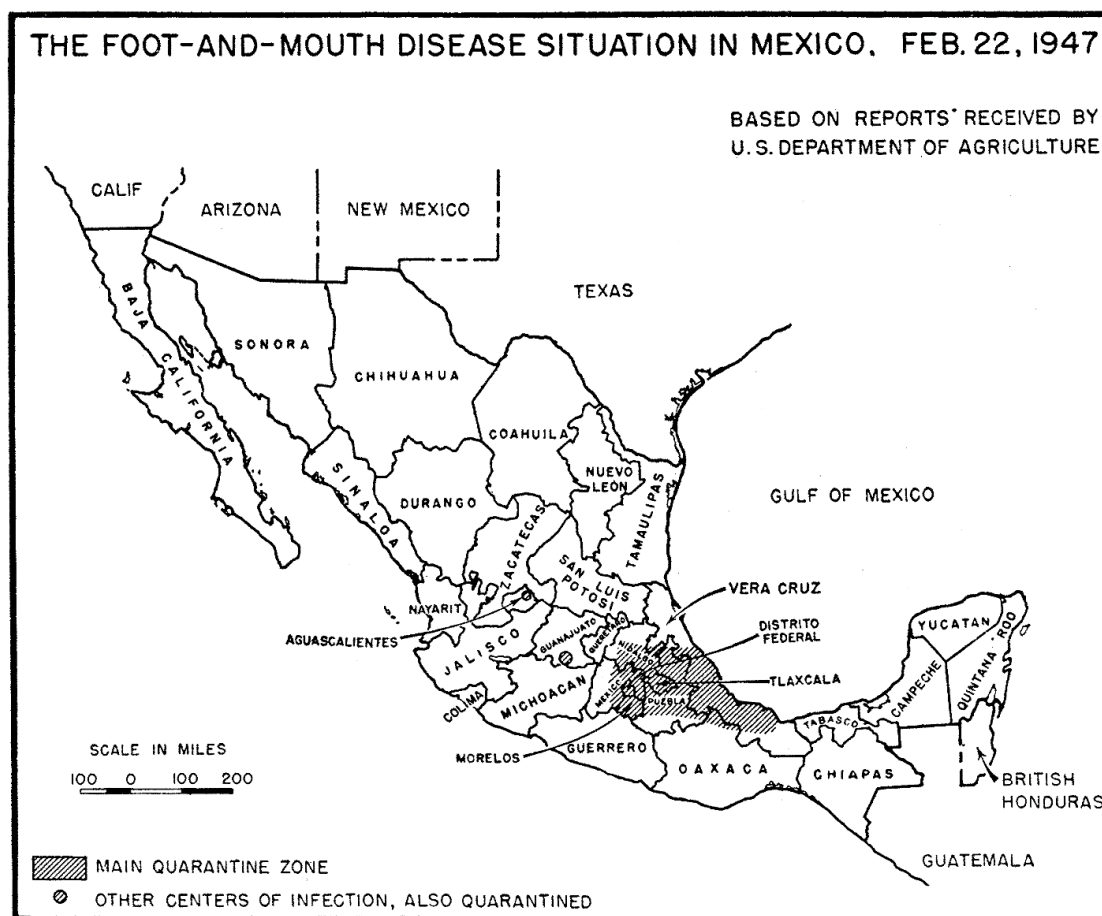 THE FOOT-AND-MOUTH DISEASE SITUATION IN MEXICO. FEB. 22, 1947
BASED ON REPORTS RECEIVED BY
U.S. DEPARTMENT OF AGRICULTURE
CALIF
ARIZONA
NEW MEXICO
TEXAS
BAJA CALIFORNIA
SONORA
CHIHUAHUA
COAHUILA
NUEVO
LEÓN
TAMAULIPAS
SINALOA
DURANGO
ZACATECAS
SAN LUIS
POTOSI
GULF OF MEXICO
VERA CRUZ
DISTRITO
FEDERAL
TLAXCALA
NAYARIT
AGUASCALIENTES
JALISCO
GUANAJUATO
QUERETARO
HIDALGO
MEXICO
PUEBLA
COLIMA
MICHOACAN
MORELOS
GUERRERO
OAXACA
TABASCO
CHIAPAS
CAMPECHE
YUCATAN
QUINTANA ROO
BRITISH
HONDURAS
GUATEMALA
SCALE IN MILES
100 0 100 200
MAIN QUARANTINE ZONE
OTHER CENTERS OF INFECTION, ALSO QUARANTINED